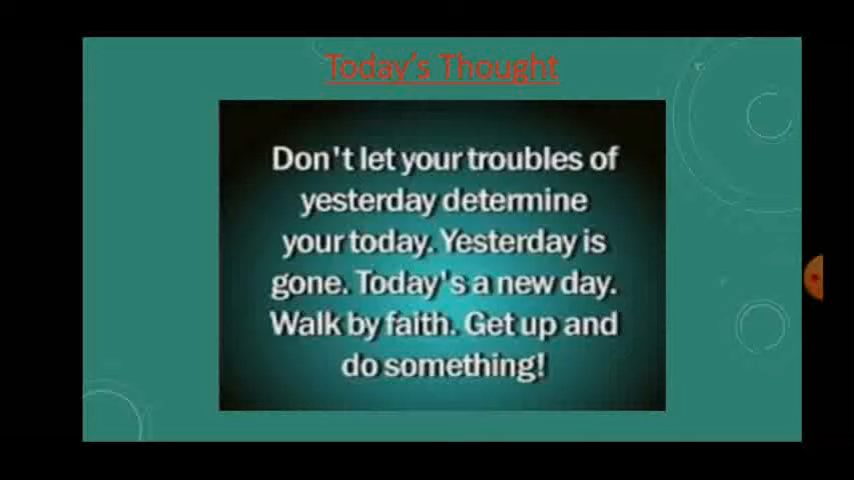 Today's Thought
Don't let your troubles of
yesterday determine
your today. Yesterday is
gone. Today's a new day.
Walk by faith. Get up and
do something!